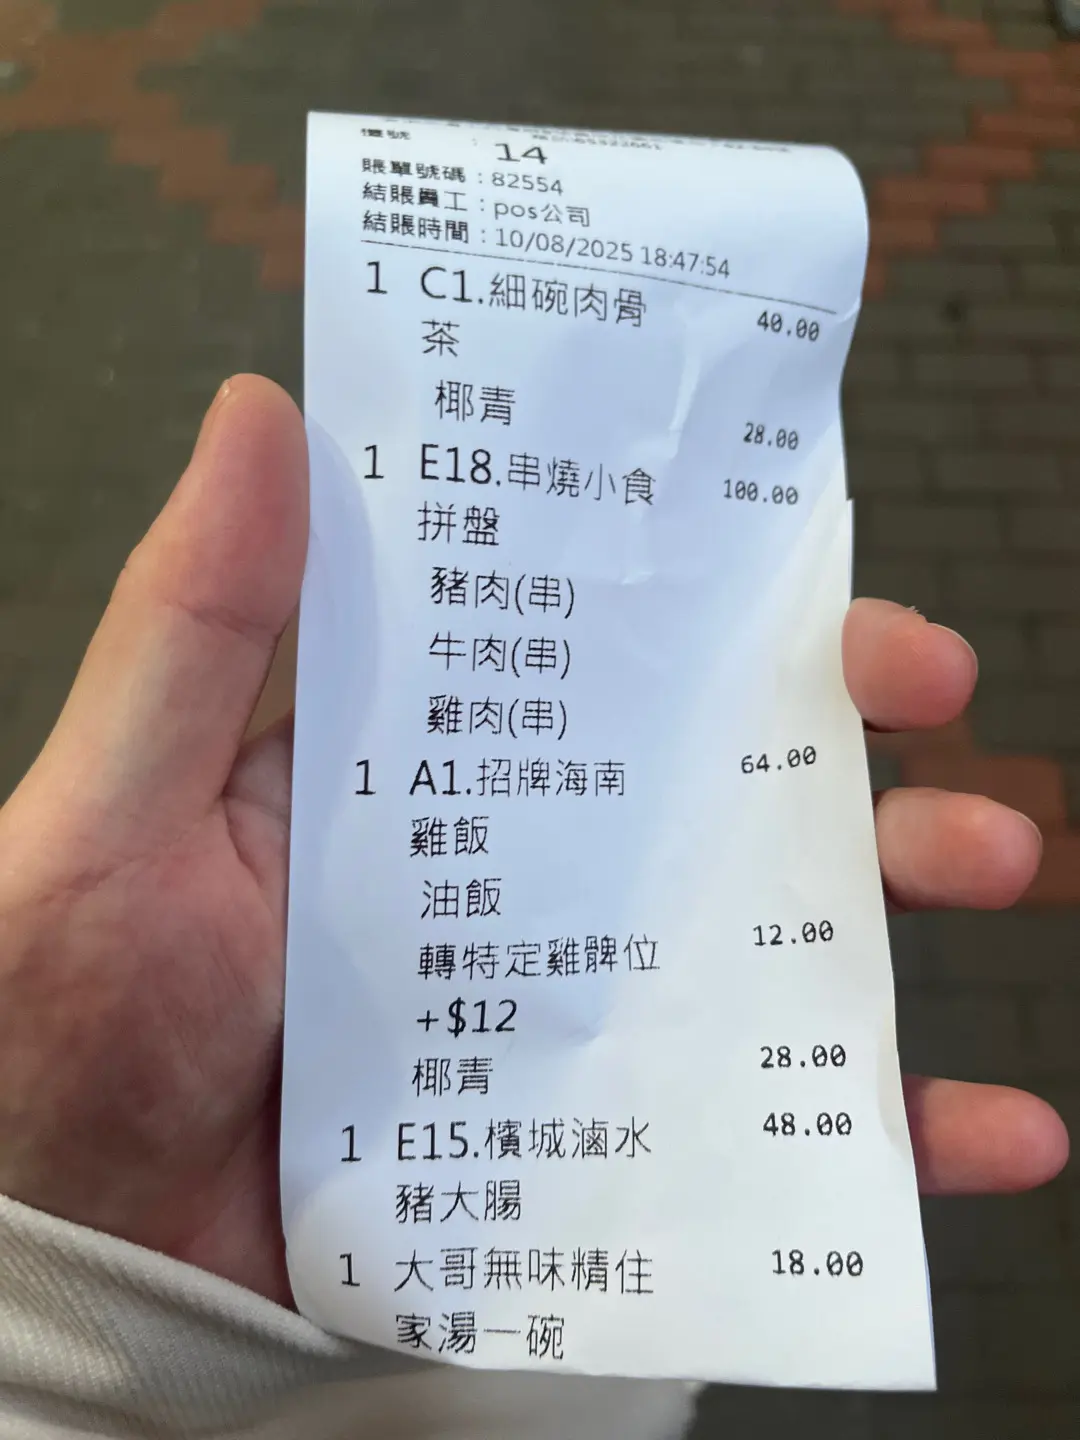 檯號 : 14
賬單號碼 : 82554
結賬員工 : pos公司
結賬時間 : 10/08/2025 18:47:54
1 C1.細碗肉骨 40.00
茶
椰青 28.00
1 E18.串燒小食 100.00
拼盤
豬肉(串)
牛肉(串)
雞肉(串)
1 A1.招牌海南 64.00
雞飯
油飯
轉特定雞髀位 12.00
+$12
椰青 28.00
1 E15.檳城滷水 48.00
豬大腸
1 大哥無味精住 18.00
家湯一碗